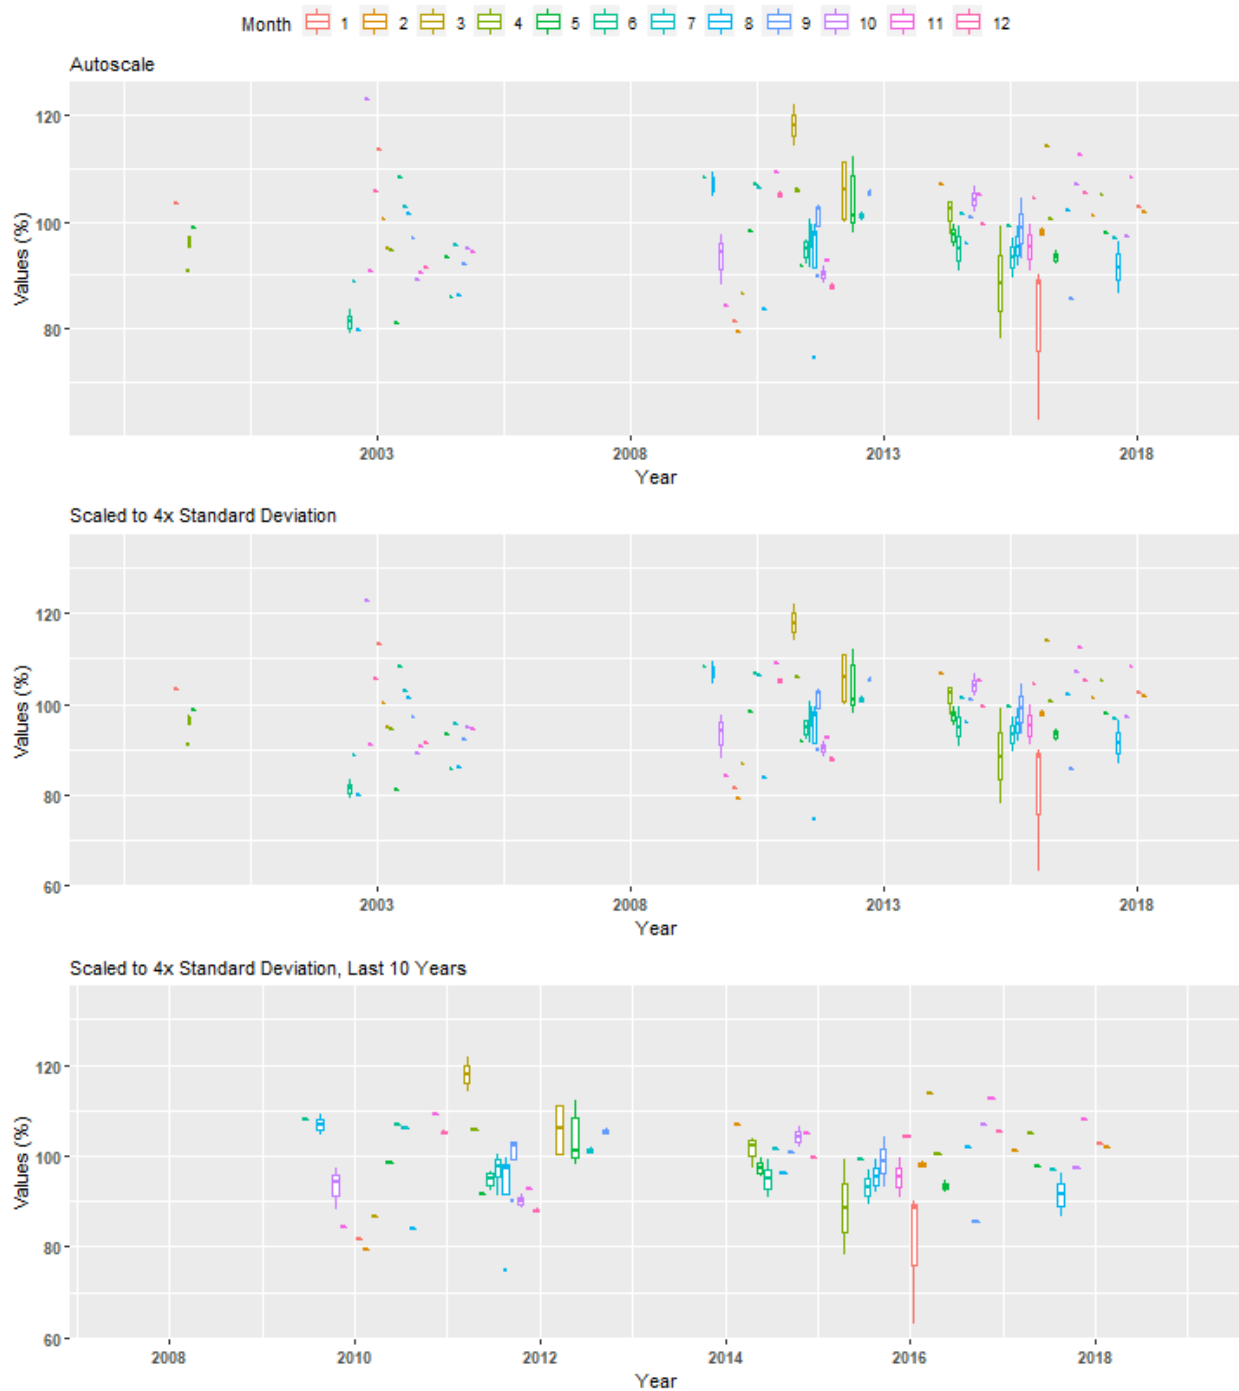 Month 1 2 3 4 5 6 7 8 9 10 11 12
Autoscale
120
100
80
Values (%)
2003 2008 2013 2018
Year
Scaled to 4x Standard Deviation
120
100
80
60
Values (%)
2003 2008 2013 2018
Year
Scaled to 4x Standard Deviation, Last 10 Years
120
100
80
60
Values (%)
2008 2010 2012 2014 2016 2018
Year